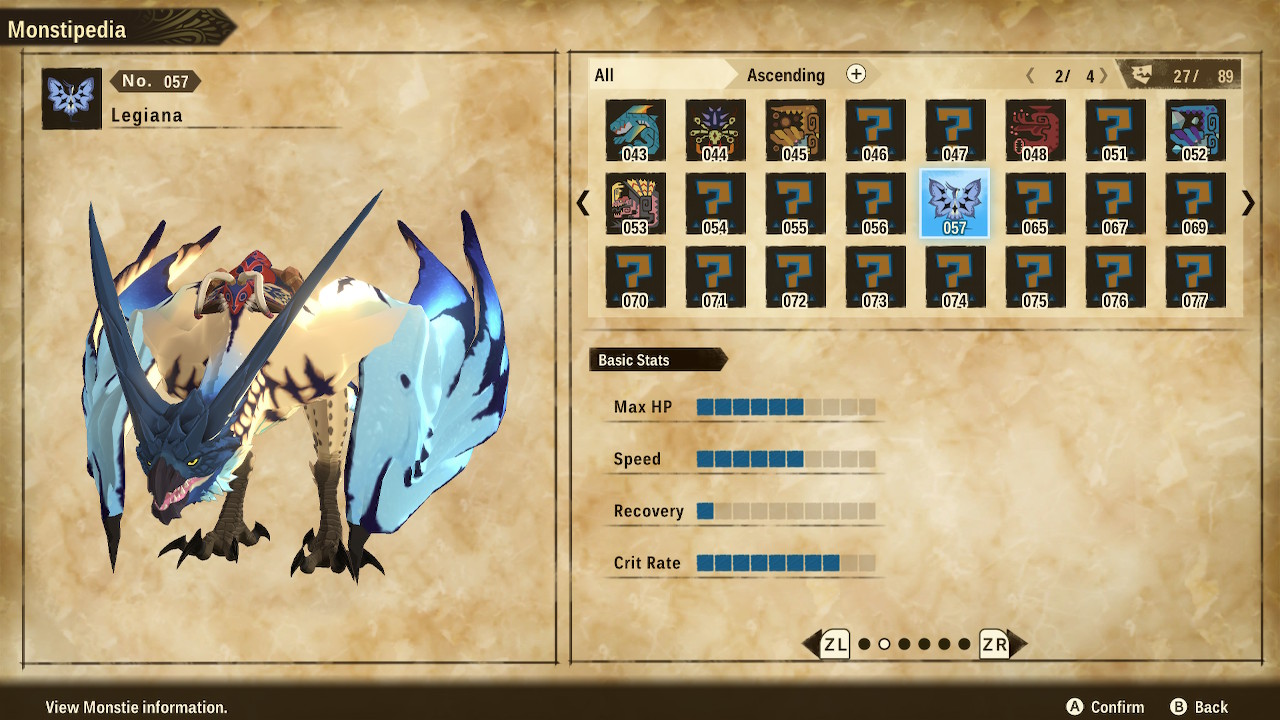 Monstipedia
No. 057
Legiana
All
Ascending
2/ 4
27/ 89
043 044 045 046 047 048 051 052
053 054 055 056 057 065 067 069
070 071 072 073 074 075 076 077
Basic Stats
Max HP
Speed
Recovery
Crit Rate
ZL ZR
View Monstie information.
A Confirm B Back